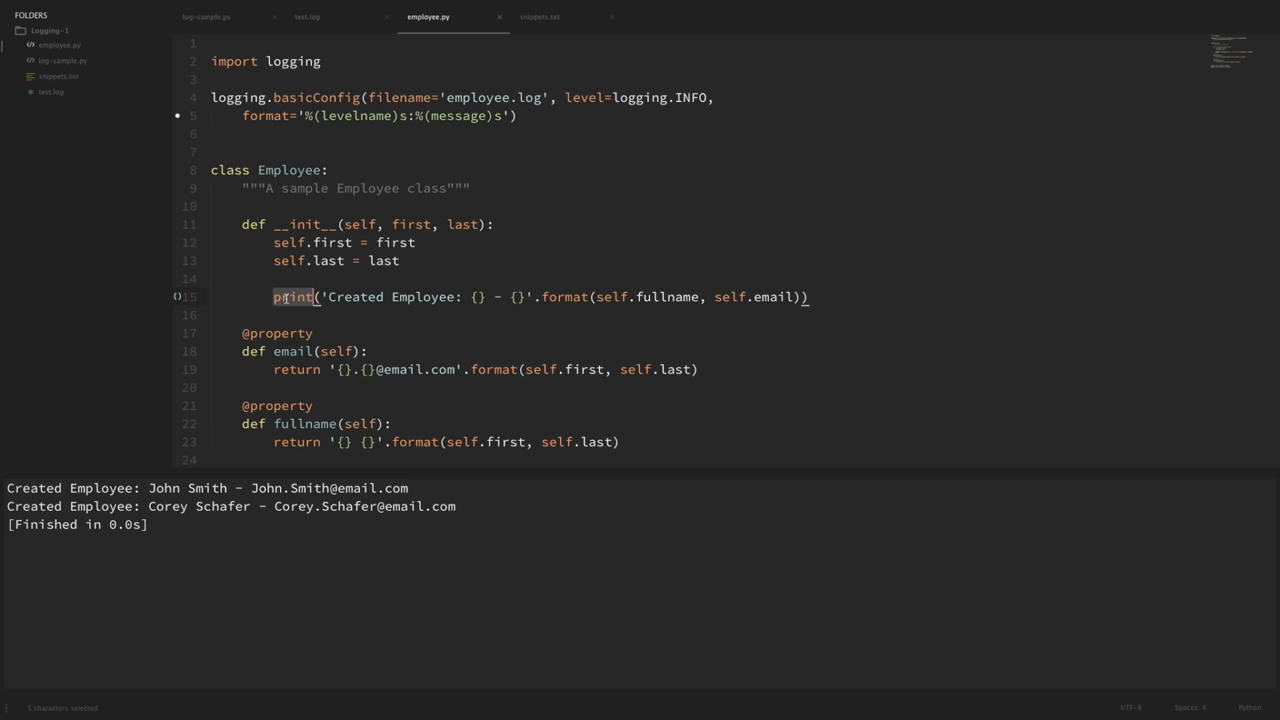 FOLDERS
Logging-1
employee.py
log-sample.py
snippets.txt
test.log
log-sample.py × test.log × employee.py × snippets.txt ×
1
2 import logging
3
4 logging.basicConfig(filename='employee.log', level=logging.INFO,
5 format='%(levelname)s:%(message)s')
6
7
8 class Employee:
9 """A sample Employee class"""
10
11 def __init__(self, first, last):
12 self.first = first
13 self.last = last
14
15 print('Created Employee: {} - {}'.format(self.fullname, self.email))
16
17 @property
18 def email(self):
19 return '{}.{}@email.com'.format(self.first, self.last)
20
21 @property
22 def fullname(self):
23 return '{} {}'.format(self.first, self.last)
24
Created Employee: John Smith - John.Smith@email.com
Created Employee: Corey Schafer - Corey.Schafer@email.com
[Finished in 0.0s]
5 characters selected UTF-8 Spaces: 4 Python